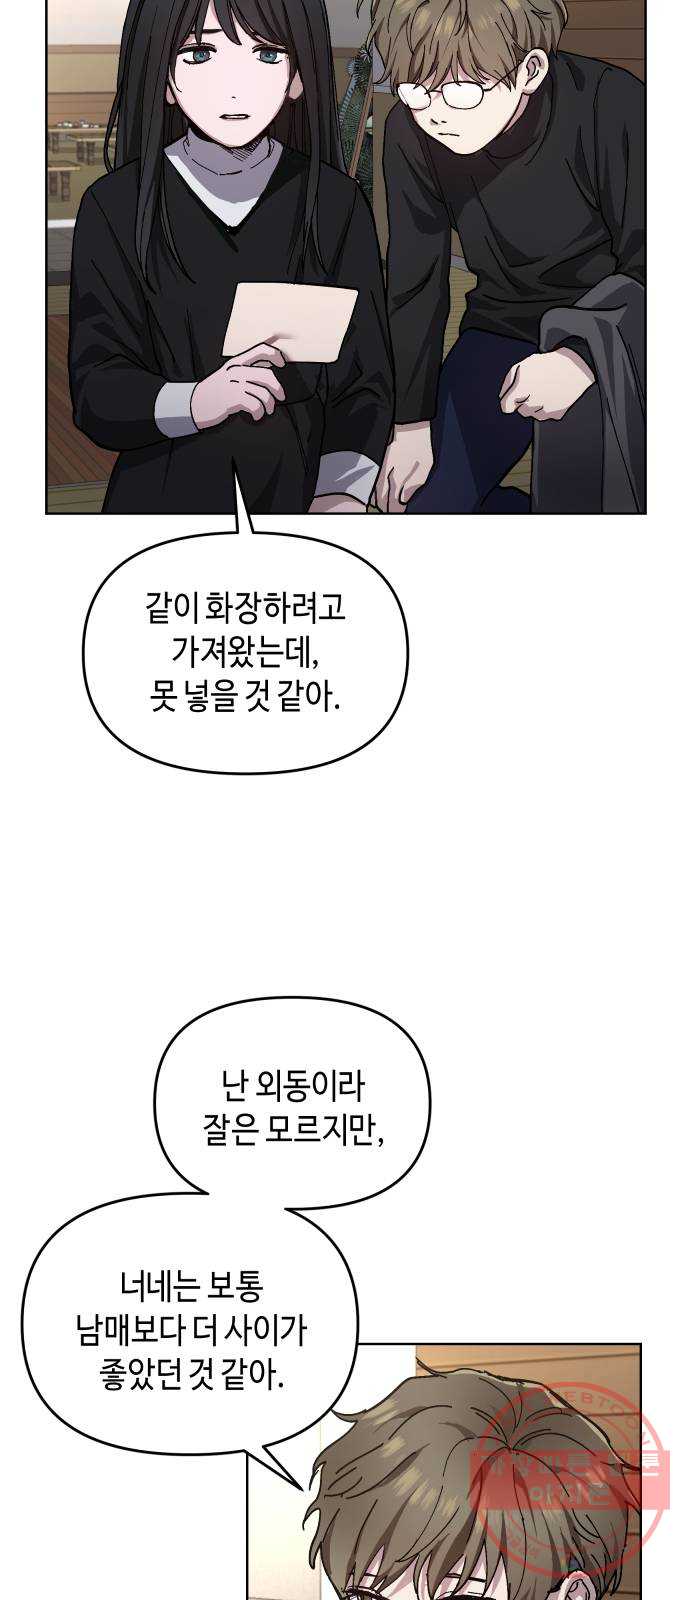 같이 화장하려고
가져왔는데,
못 넣을 것 같아.
난 외동이라
잘은 모르지만,
너네는 보통
남매보다 더 사이가
좋았던 것 같아.
WEBTOON